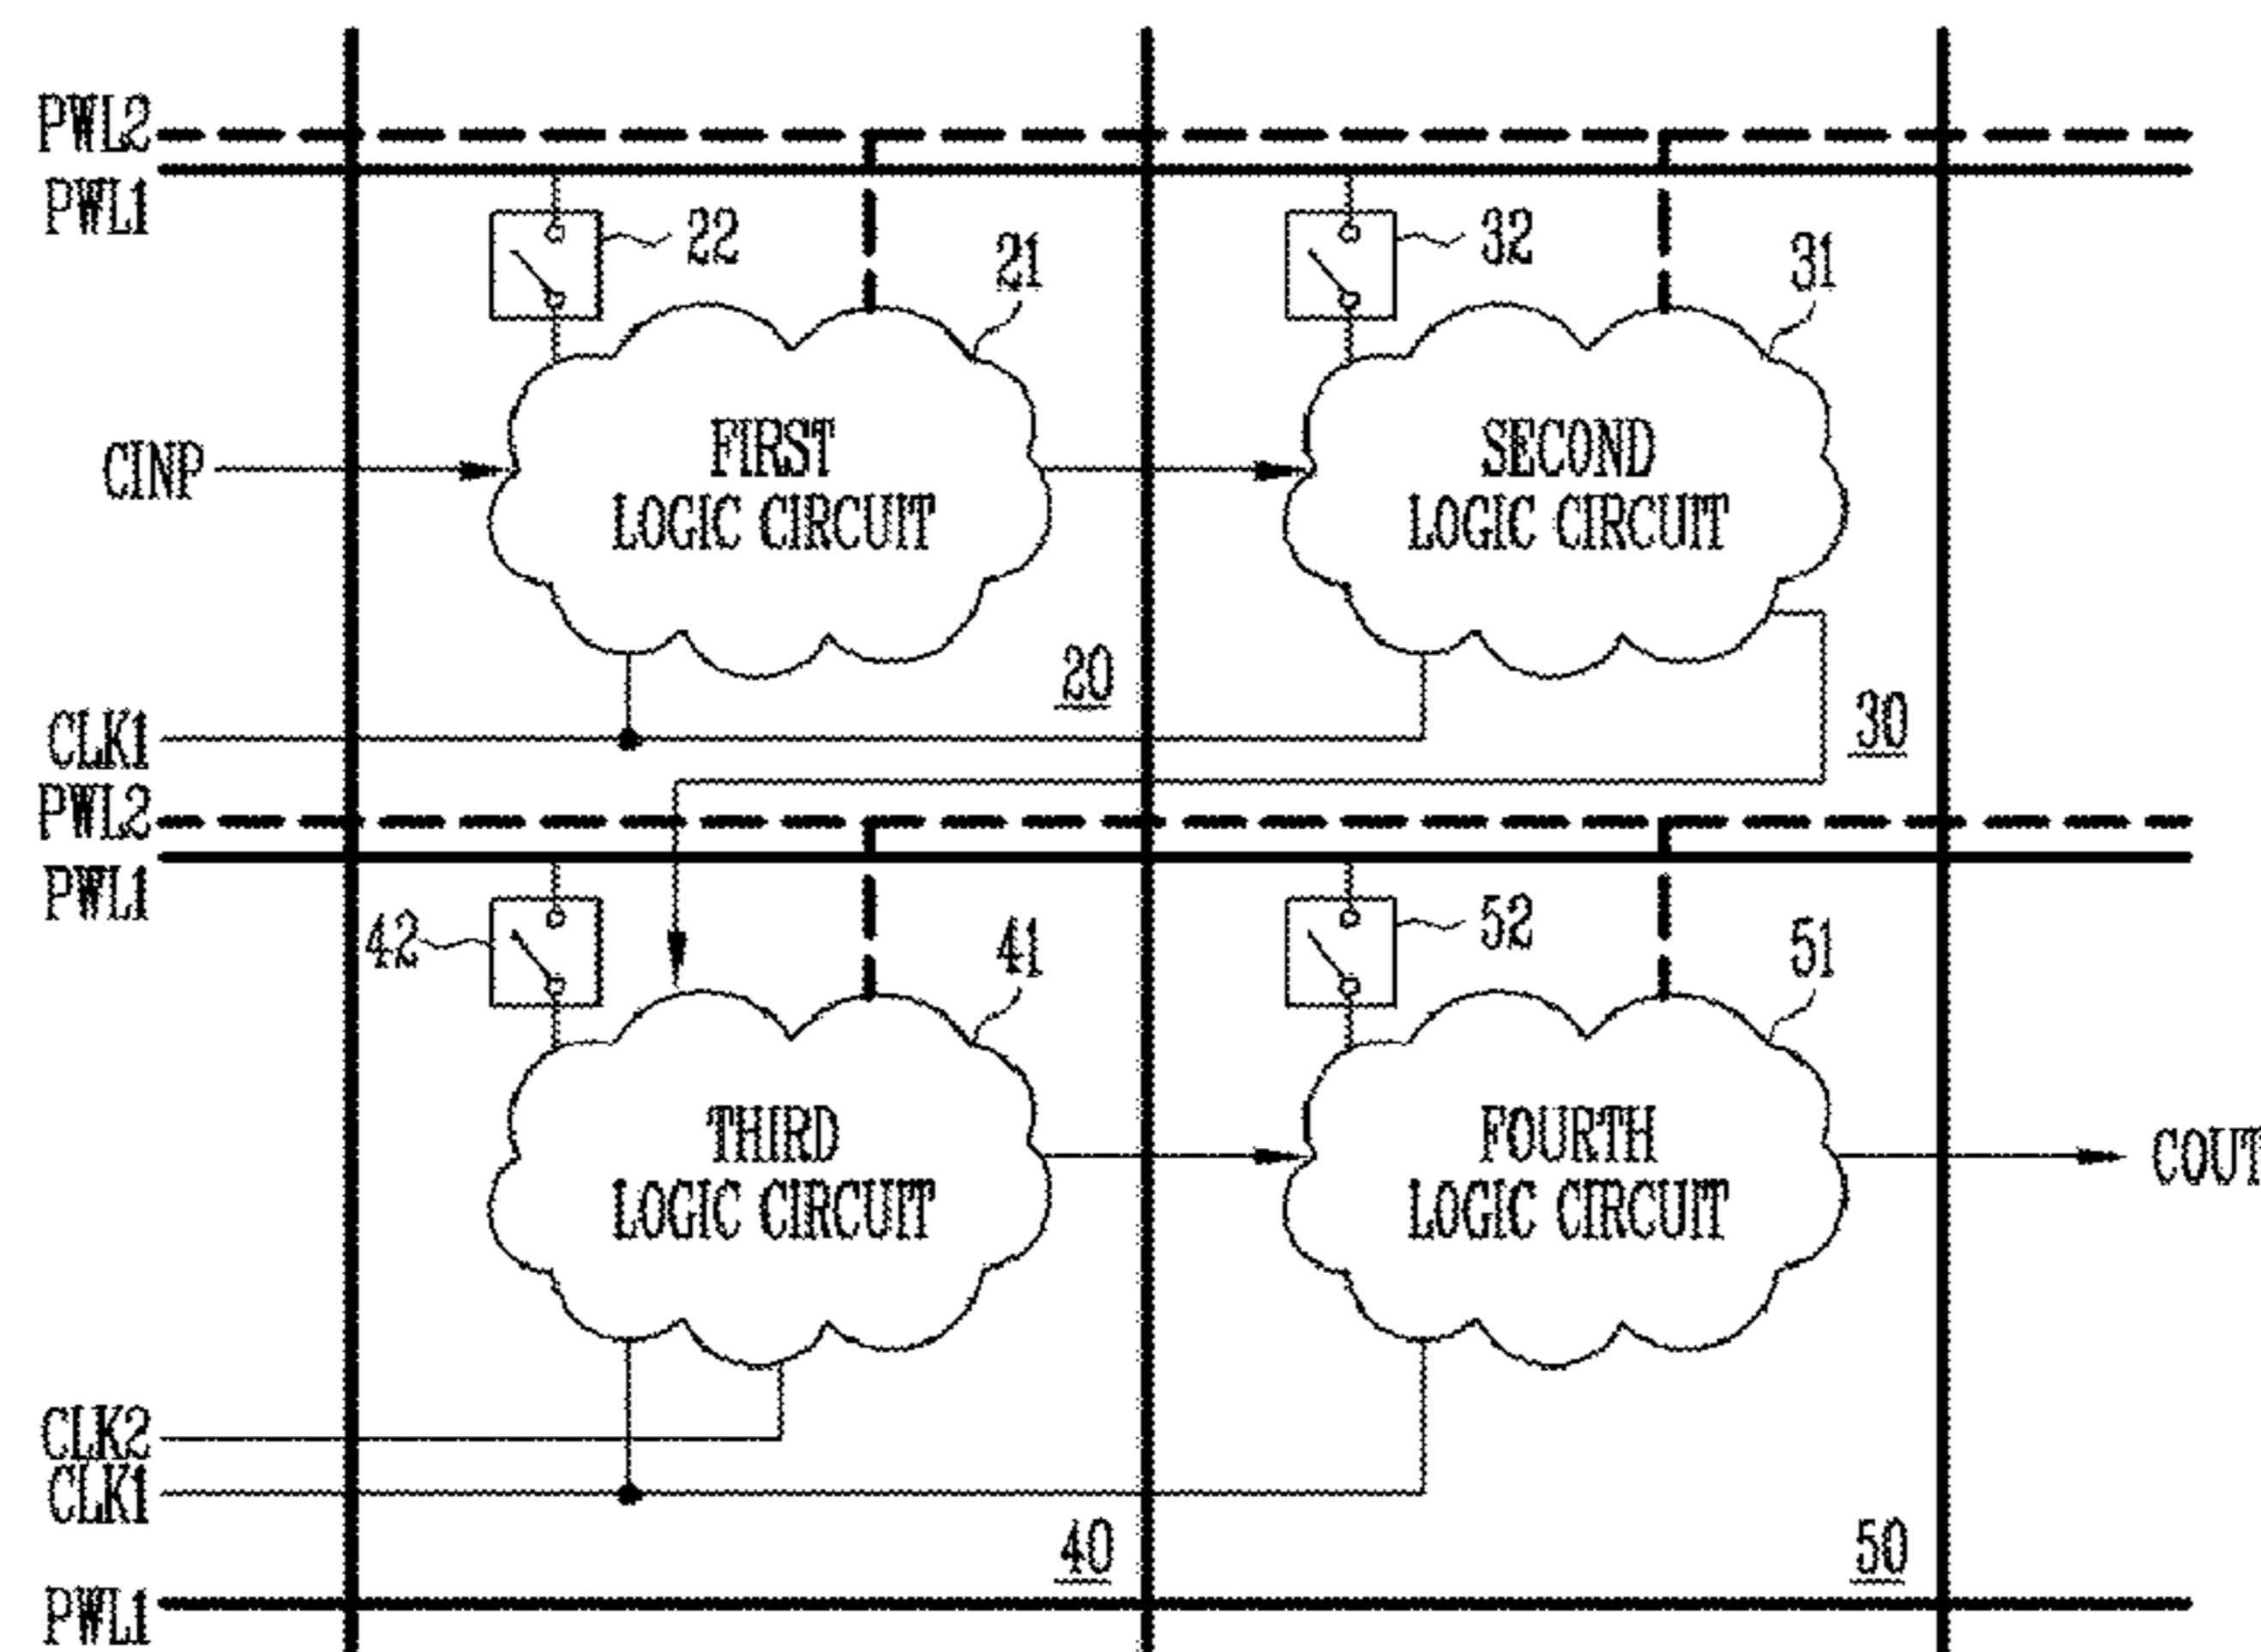 PWL2
PWL1
22
21
32
31
CINP
FIRST
LOGIC CIRCUIT
SECOND
LOGIC CIRCUIT
20
30
CLK1
PWL2
PWL1
42
41
52
51
THIRD
LOGIC CIRCUIT
FOURTH
LOGIC CIRCUIT
COUT
CLK2
CLK1
40
50
PWL1